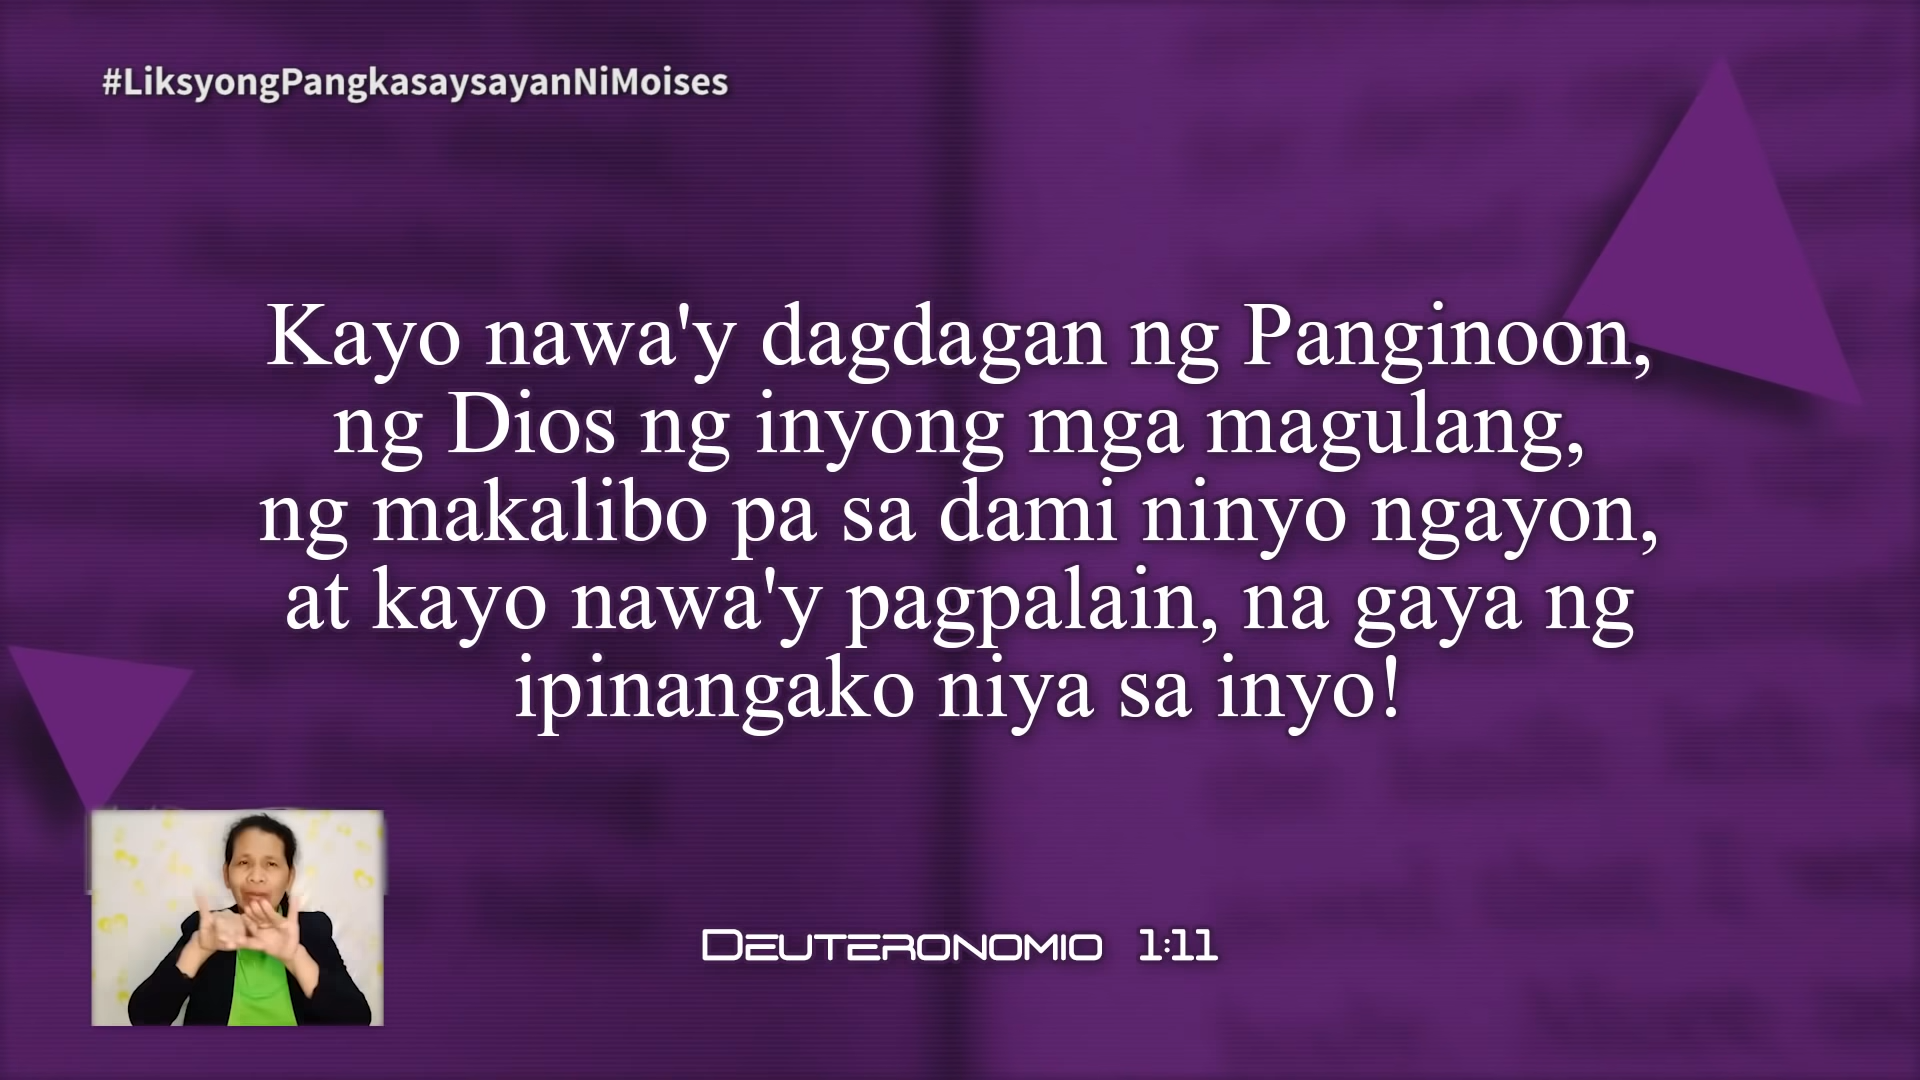 #LiksyongPangkasaysayanNiMoises
Kayo nawa'y dagdagan ng Panginoon,
ng Dios ng inyong mga magulang,
ng makalibo pa sa dami ninyo ngayon,
at kayo nawa'y pagpalain, na gaya ng
ipinangako niya sa inyo!
Deuteronomio 1:11